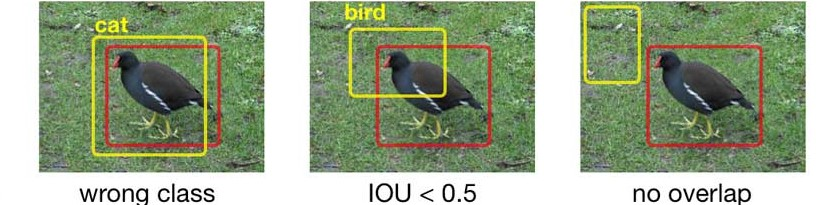 cat
bird
wrong class
IOU < 0.5
no overlap